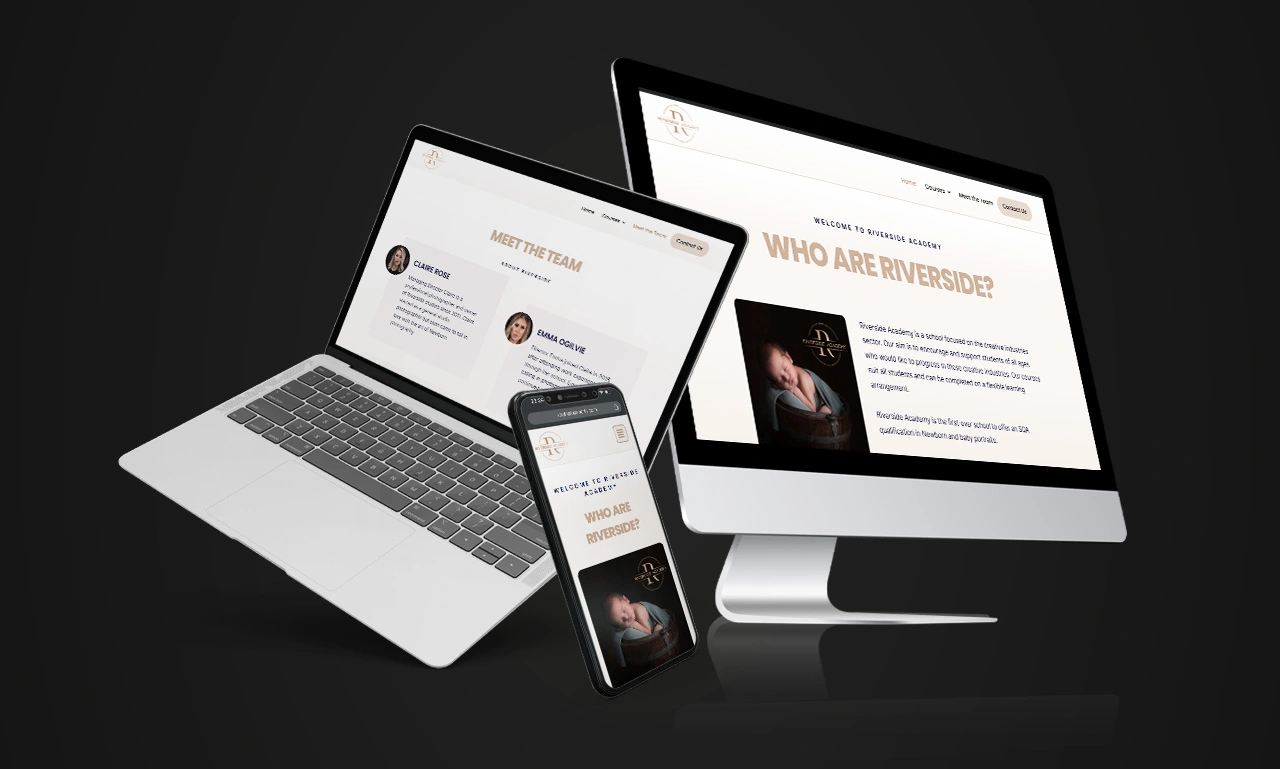 Home Courses Meet the Team Contact Us
WELCOME TO RIVERSIDE ACADEMY
WHO ARE RIVERSIDE?
RIVERSIDE ACADEMY
Riverside Academy is a school focused on the creative industries
sector. Our aim is to encourage and support students of all ages
who would like to progress in these creative industries. Our courses
suit all students and can be completed on a flexible learning
arrangement.
Riverside Academy is the first ever school to offer an SQA
qualification in Newborn and baby portraits.
Home Courses Meet the Team Contact Us
MEET THE TEAM
ABOUT RIVERSIDE
CLAIRE ROSE
Managing Director Claire is a
professional photographer and owner
of Riverside studios since 2011. Claire
started as a general studio
photographer but soon came to fall in
love with the art of Newborn
photography.
EMMA OGILVIE
Director Emma joined Claire in 2018
after attending work experience
through the school.
WELCOME TO RIVERSIDE
ACADEMY
WHO ARE
RIVERSIDE?